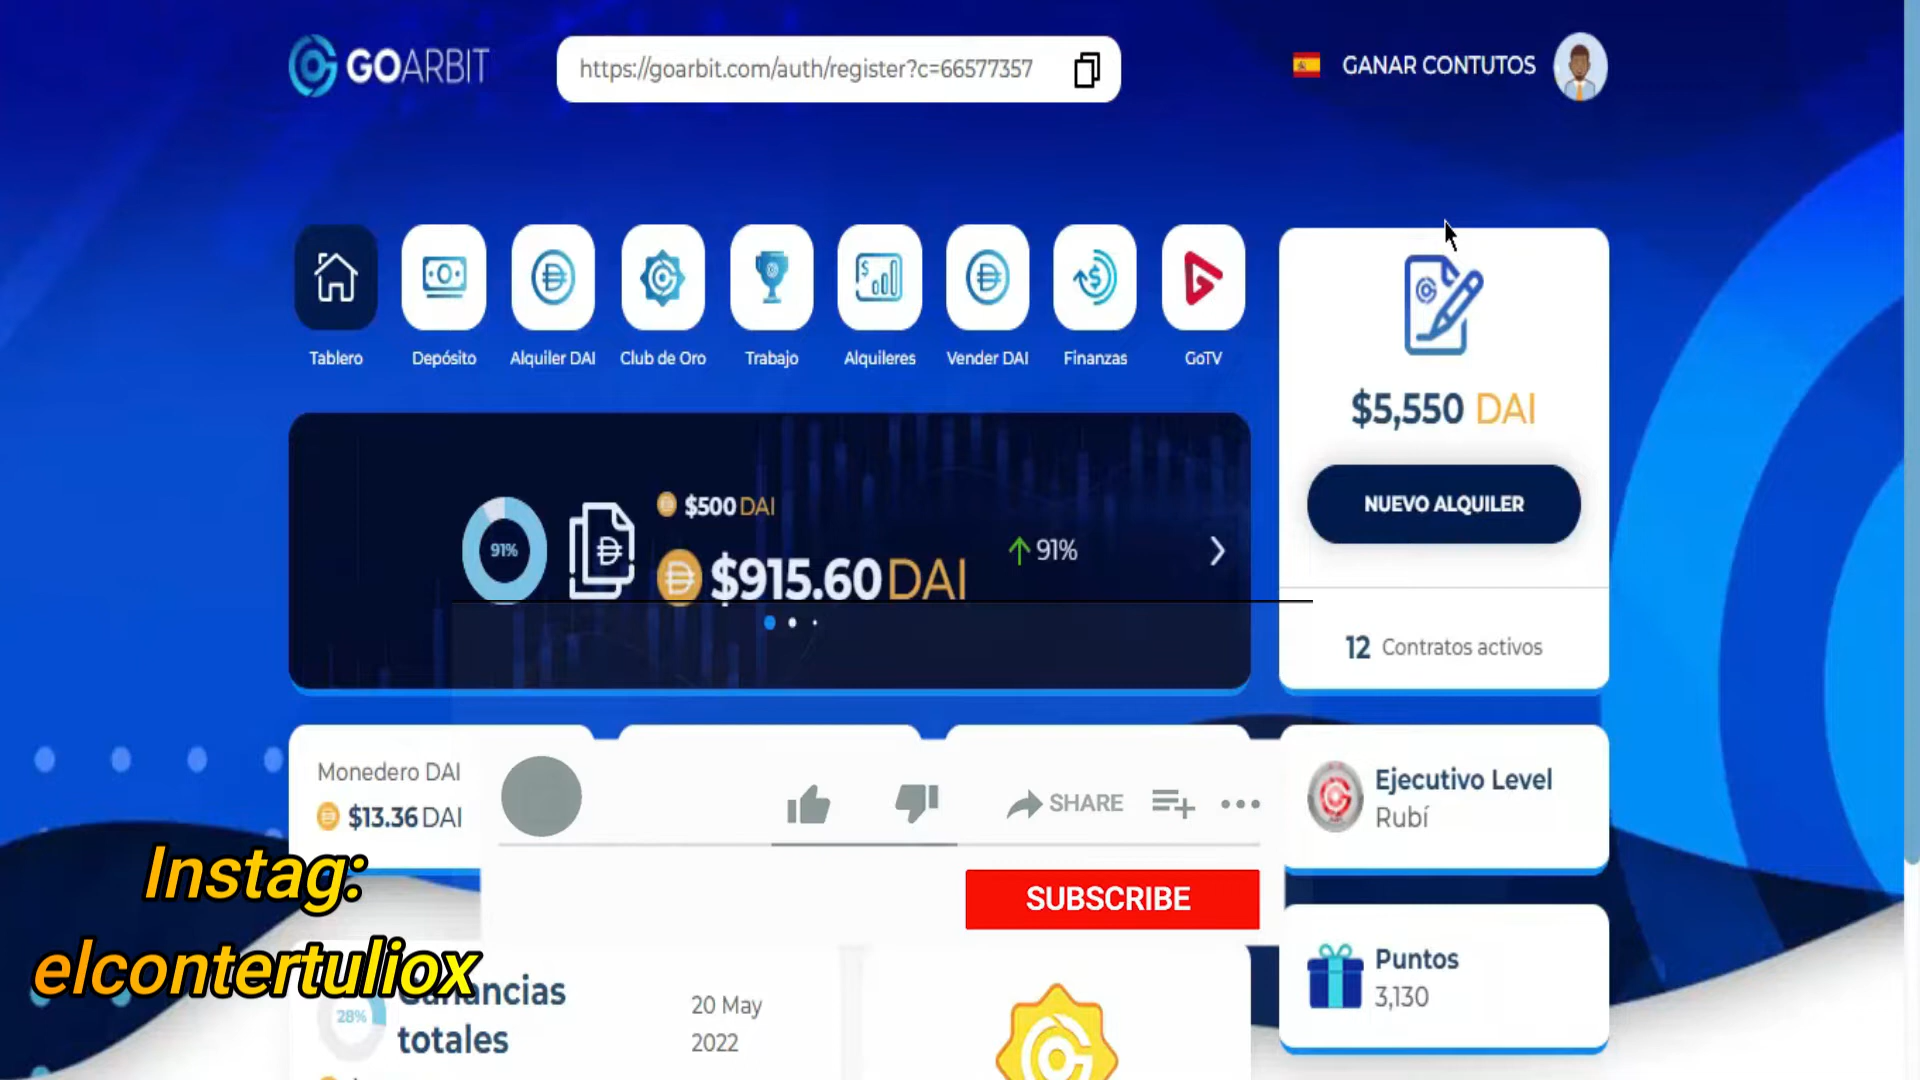 GOARBIT
https://goarbit.com/auth/register?c=66577357
GANAR CONTUTOS
Tablero
Depósito
Alquiler DAI
Club de Oro
Trabajo
Alquileres
Vender DAI
Finanzas
GoTV
$5,550 DAI
NUEVO ALQUILER
12 Contratos activos
91%
$500 DAI
$915.60 DAI
91%
Monedero DAI
$13.36 DAI
SHARE
SUBSCRIBE
Ejecutivo Level
Rubí
Puntos
3,130
Instag:
elcontertuliox
28%
Ganancias
totales
20 May
2022